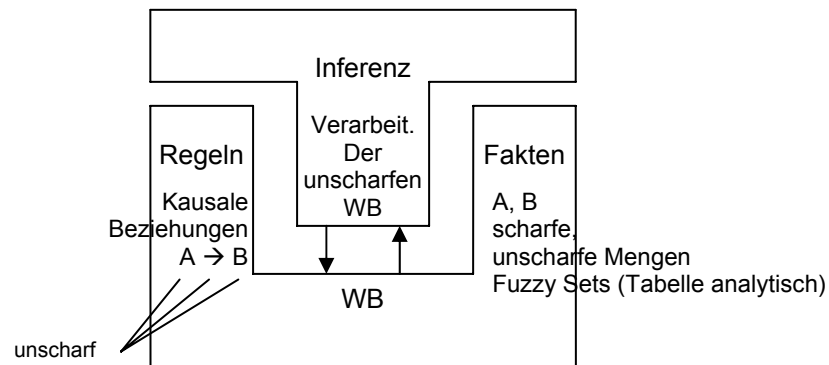 Inferenz
Verarbeit.
Der
unscharfen
WB
Regeln
Kausale
Beziehungen
A → B
Fakten
A, B
scharfe,
unscharfe Mengen
Fuzzy Sets (Tabelle analytisch)
WB
unscharf